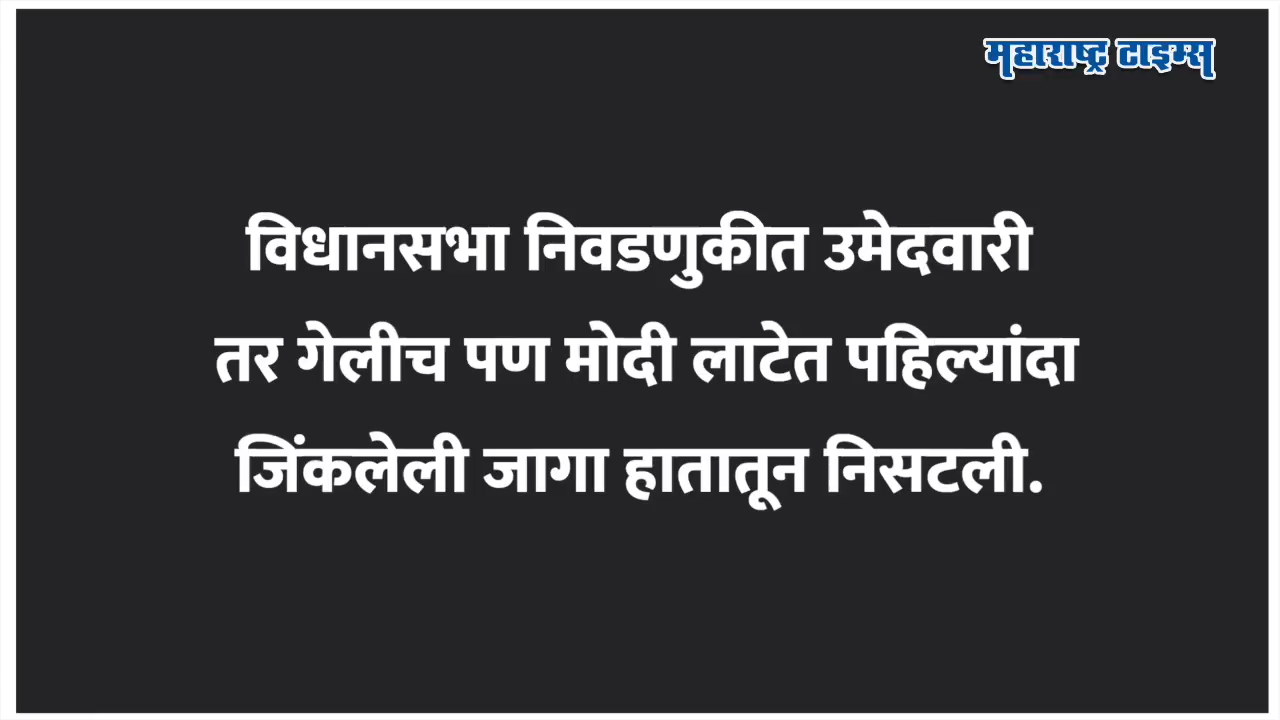 महाराष्ट्र टाइम्स
विधानसभा निवडणुकीत उमेदवारी
तर गेलीच पण मोदी लाटेत पहिल्यांदा
जिंकलेली जागा हातातून निसटली.